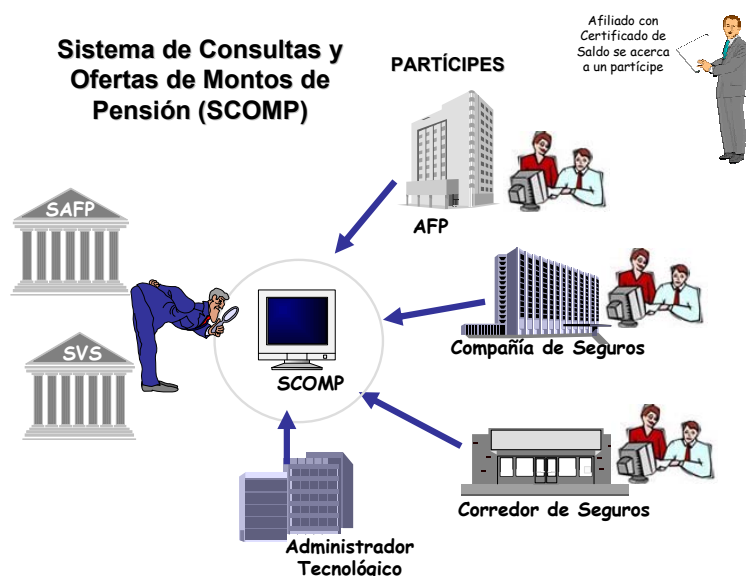 Sistema de Consultas y
Ofertas de Montos de
Pensión (SCOMP)
PARTÍCIPES
Afiliado con
Certificado de
Saldo se acerca
a un partícipe
SAFP
AFP
SVS
Compañía de Seguros
SCOMP
Corredor de Seguros
Administrador
Tecnológico